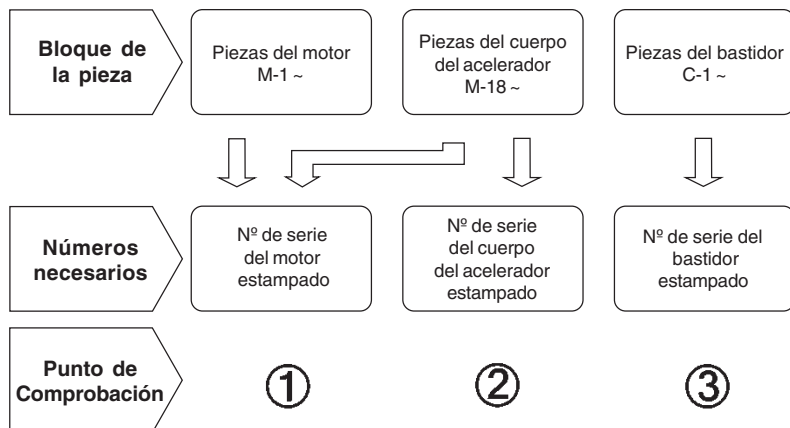 Bloque de
la pieza
Piezas del motor
M-1 ~
Piezas del cuerpo
del acelerador
M-18 ~
Piezas del bastidor
C-1 ~
Números
necesarios
Nº de serie
del motor
estampado
Nº de serie
del cuerpo
del acelerador
estampado
Nº de serie del
bastidor
estampado
Punto de
Comprobación
①
②
③